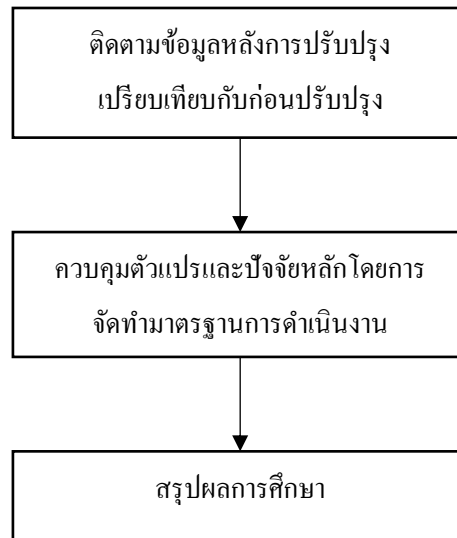 ติดตามข้อมูลหลังการปรับปรุง
เปรียบเทียบกับก่อนปรับปรุง
ควบคุมตัวแปรและปัจจัยหลักโดยการ
จัดทำมาตรฐานการดำเนินงาน
สรุปผลการศึกษา